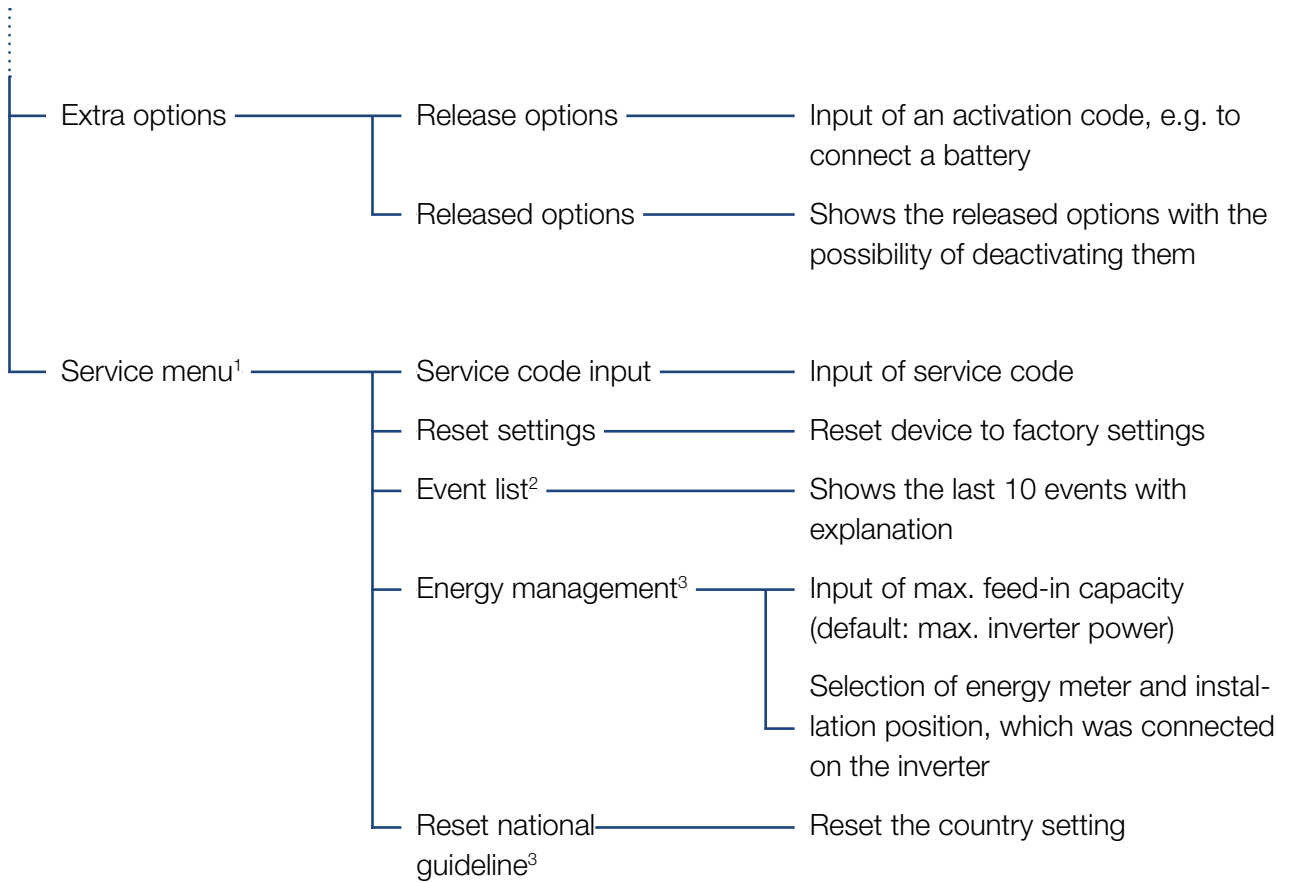 Extra options
Release options
Input of an activation code, e.g. to
connect a battery
Released options
Shows the released options with the
possibility of deactivating them
Service menu¹
Service code input
Input of service code
Reset settings
Reset device to factory settings
Event list²
Shows the last 10 events with
explanation
Energy management³
Input of max. feed-in capacity
(default: max. inverter power)
Selection of energy meter and instal-
lation position, which was connected
on the inverter
Reset national
guideline³
Reset the country setting